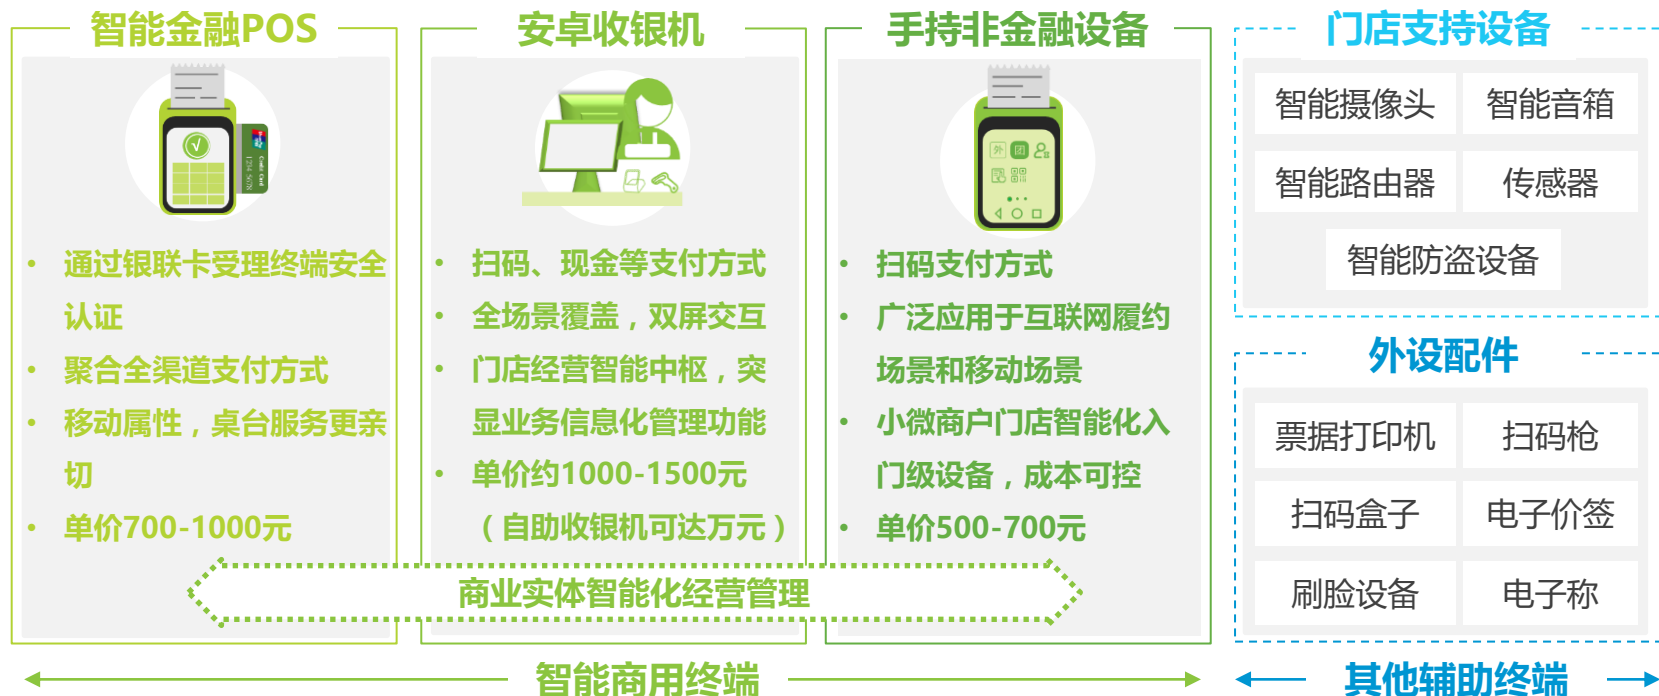 智能金融POS
通过银联卡受理终端安全
认证
聚合全渠道支付方式
移动属性，桌台服务更亲
切
单价700-1000元
安卓收银机
扫码、现金等支付方式
全场景覆盖，双屏交互
门店经营智能中枢，突
显业务信息化管理功能
单价约1000-1500元
（自助收银机可达万元）
手持非金融设备
外
扫码支付方式
广泛应用于互联网履约
场景和移动场景
小微商户门店智能化入
门级设备，成本可控
单价500-700元
商业实体智能化经营管理
智能商用终端
门店支持设备
智能摄像头
智能音箱
智能路由器
传感器
智能防盗设备
外设配件
票据打印机
扫码枪
扫码盒子
电子价签
刷脸设备
电子称
其他辅助终端
Credit Card